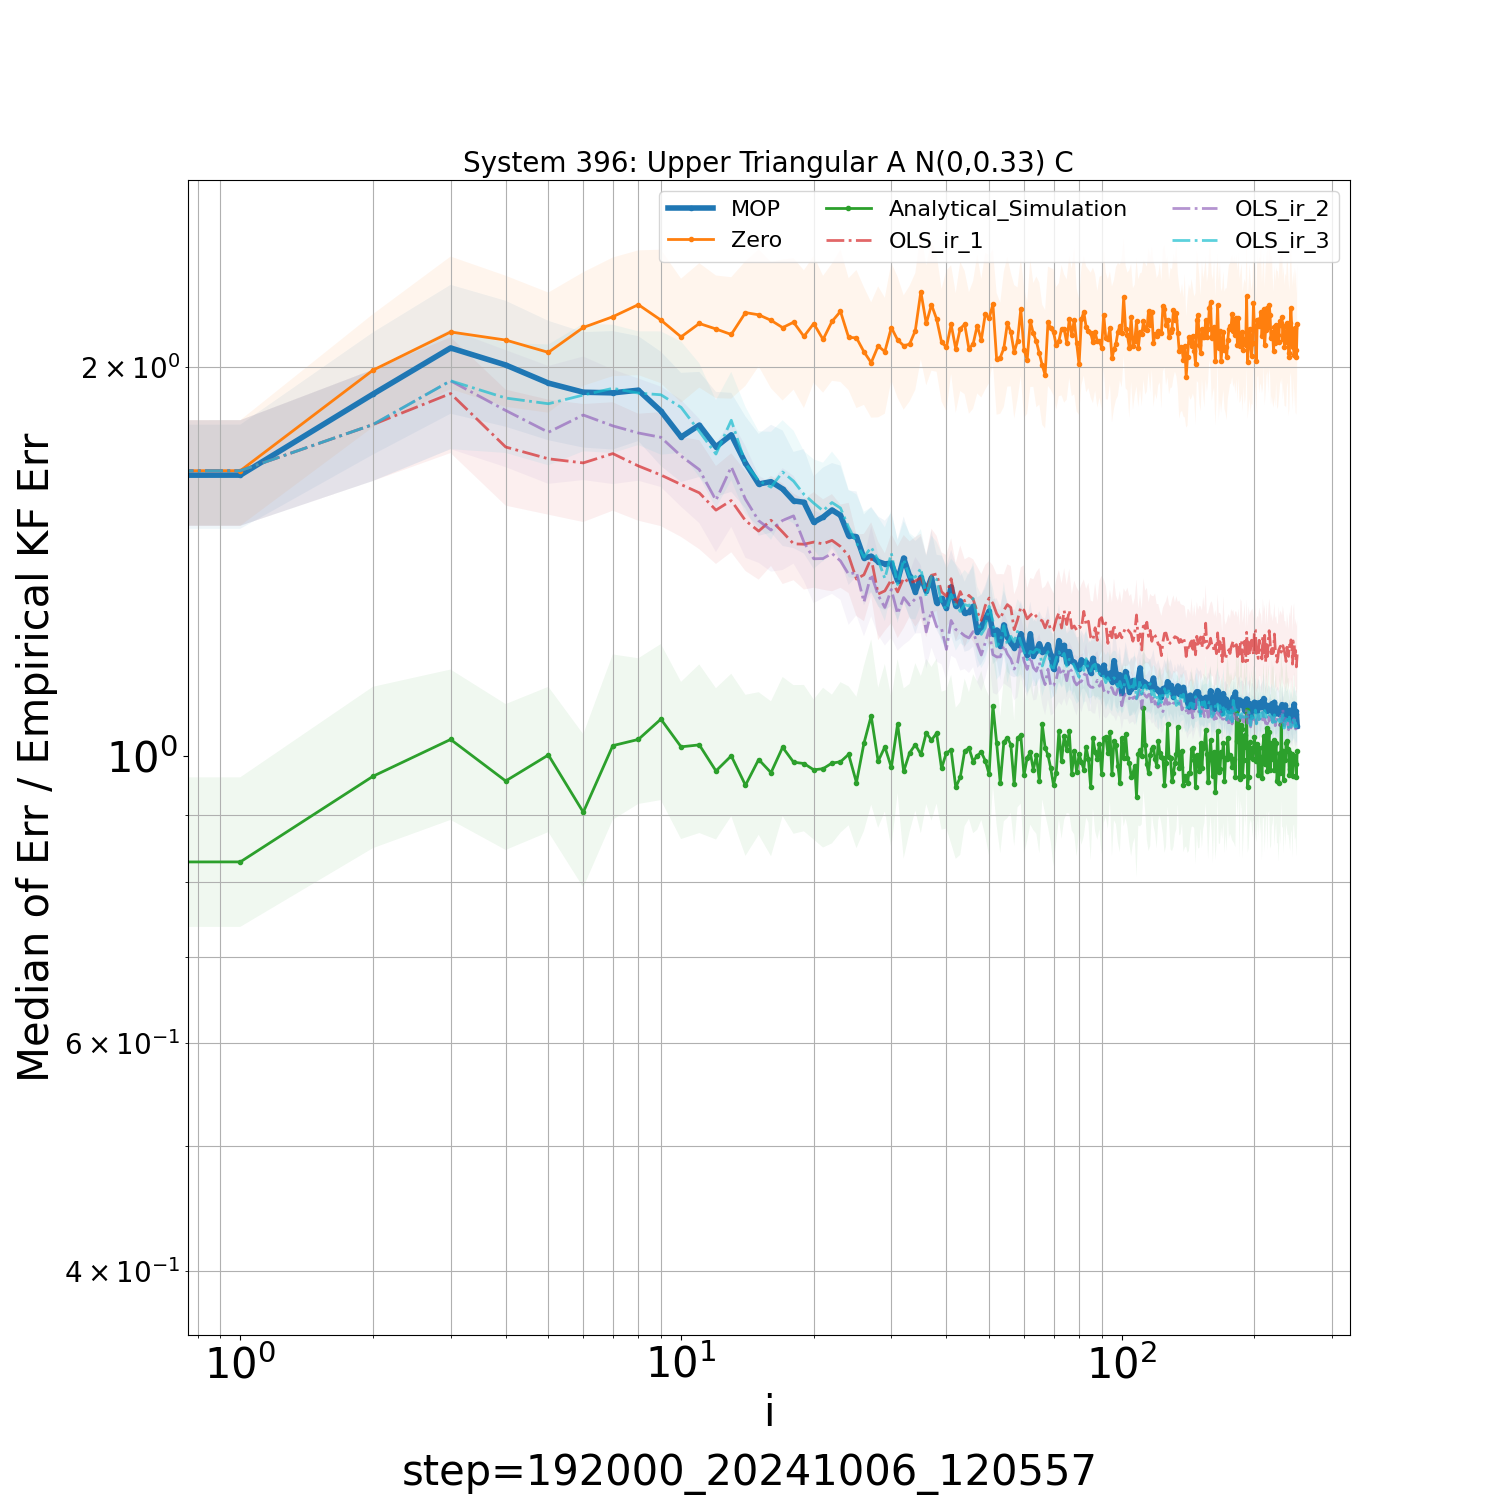 System 396: Upper Triangular A N(0,0.33) C
MOP
Zero
Analytical_Simulation
OLS_ir_1
OLS_ir_2
OLS_ir_3
Median of Err / Empirical KF Err
2 × 10⁰
10⁰
6 × 10⁻¹
4 × 10⁻¹
10⁰ 10¹ 10²
i
step=192000_20241006_120557